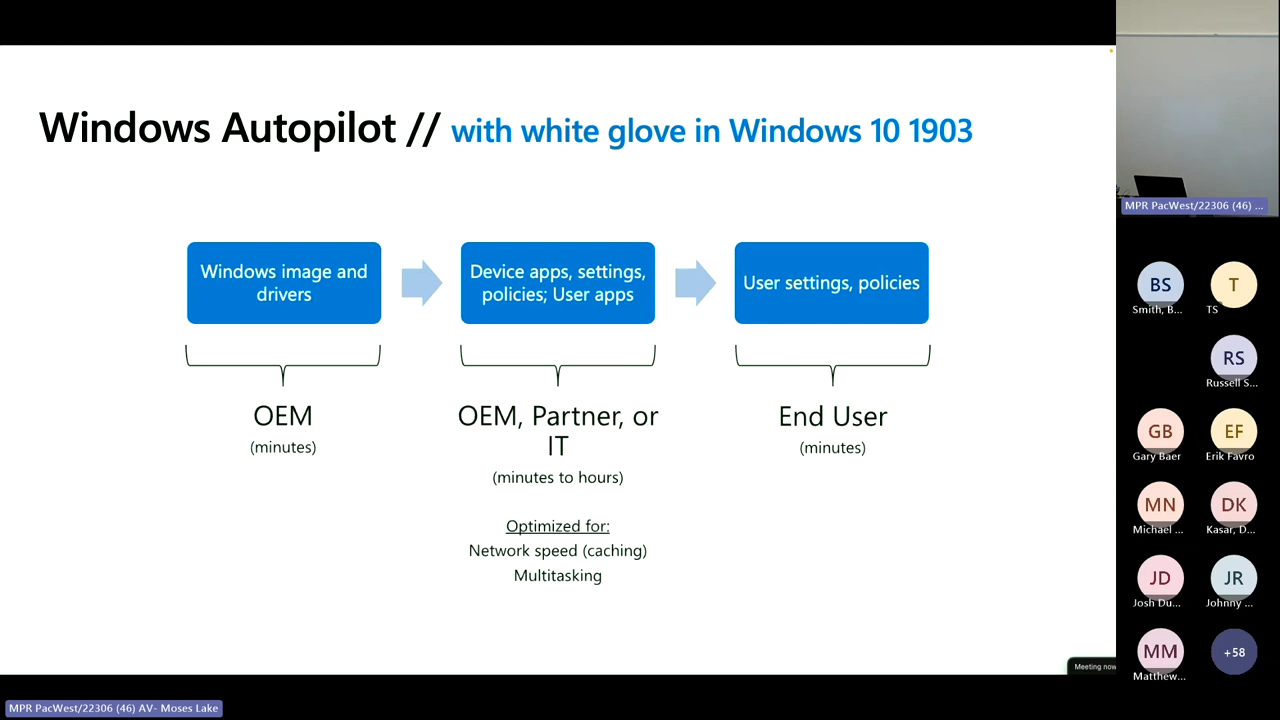 Windows Autopilot // with white glove in Windows 10 1903
Windows image and
drivers
Device apps, settings,
policies; User apps
User settings, policies
OEM
(minutes)
OEM, Partner, or
IT
(minutes to hours)
End User
(minutes)
Optimized for:
Network speed (caching)
Multitasking
Meeting now
MPR PacWest/22306 (46) AV- Moses Lake
MPR PacWest/22306 (46) ...
BS
Smith, B...
T
TS
RS
Russell S...
GB
Gary Baer
EF
Erik Favro
MN
Michael ...
DK
Kasar, D...
JD
Josh Du...
JR
Johnny ...
MM
Matthew...
+58